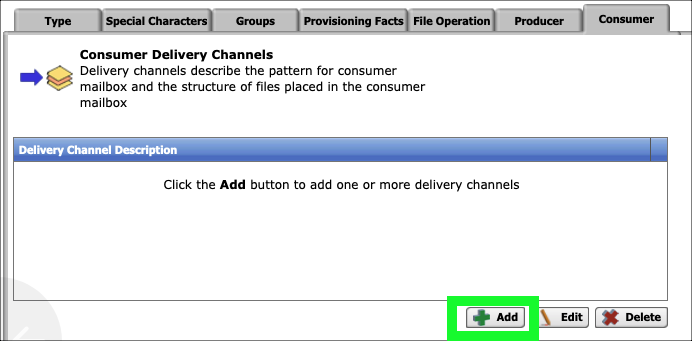 Type Special Characters Groups Provisioning Facts File Operation Producer Consumer
Consumer Delivery Channels
Delivery channels describe the pattern for consumer
mailbox and the structure of files placed in the consumer
mailbox
Delivery Channel Description
Click the Add button to add one or more delivery channels
Add Edit Delete